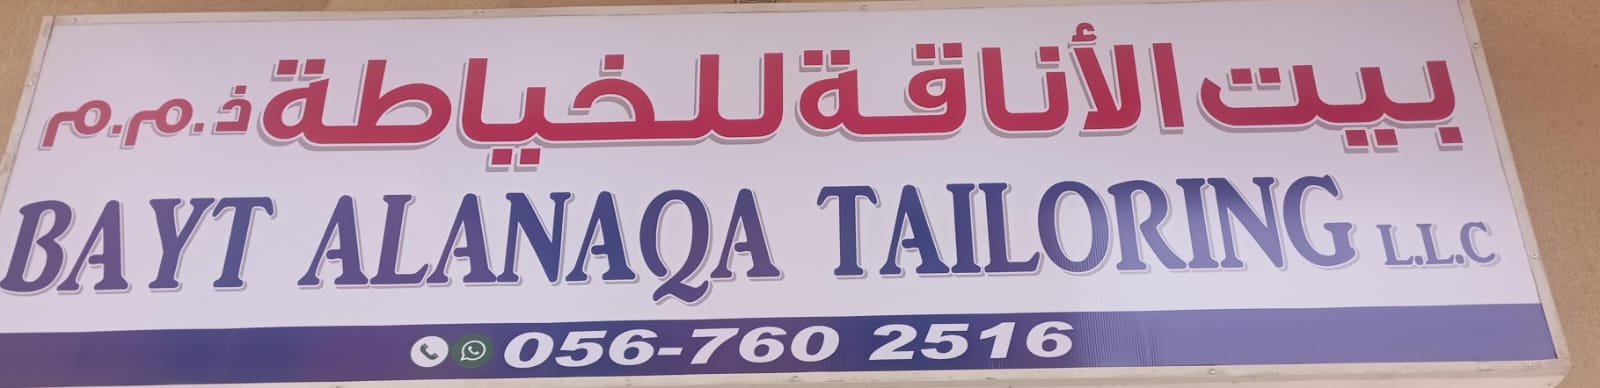 بيت الأناقة للخياطة ذ.م.م
BAYT ALANAQA TAILORING L.L.C
056-760 2516